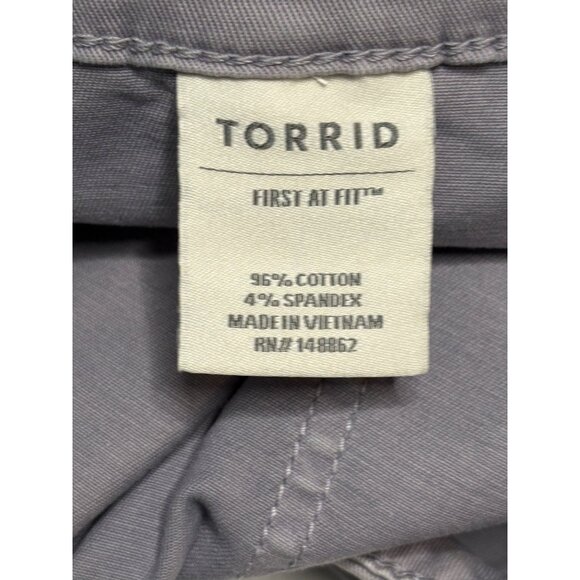 TORRID
FIRST AT FIT™
96% COTTON
4% SPANDEX
MADE IN VIETNAM
RN# 148862